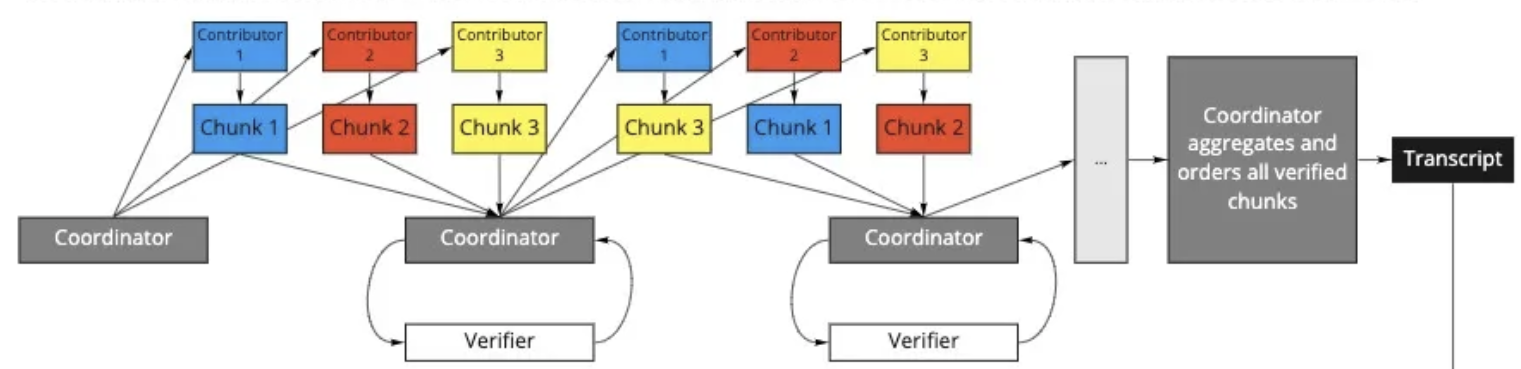 Contributor
1
Contributor
2
Contributor
3
Contributor
1
Contributor
2
Contributor
3
Chunk 1
Chunk 2
Chunk 3
Chunk 3
Chunk 1
Chunk 2
...
Coordinator
aggregates and
orders all verified
chunks
Transcript
Coordinator
Coordinator
Coordinator
Verifier
Verifier